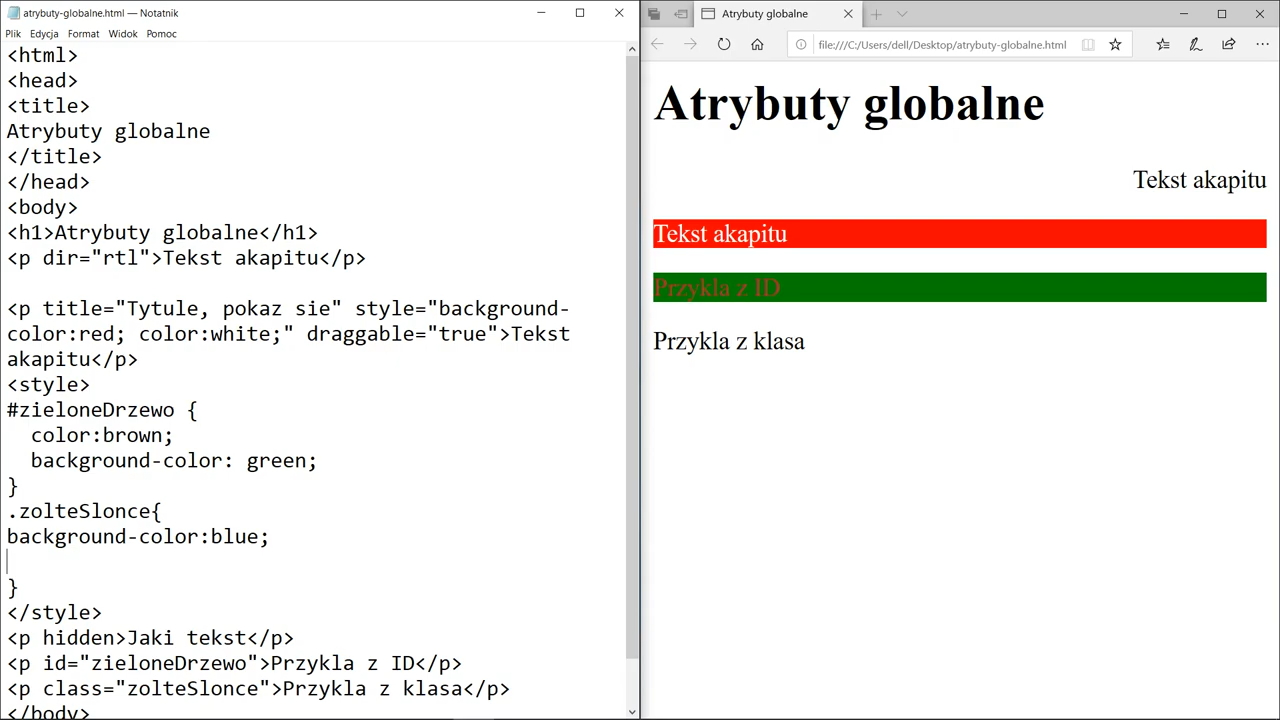 atrybuty-globalne.html — Notatnik
Plik Edycja Format Widok Pomoc
<html>
<head>
<title>
Atrybuty globalne
</title>
</head>
<body>
<h1>Atrybuty globalne</h1>
<p dir="rtl">Tekst akapitu</p>
<p title="Tytule, pokaz sie" style="background-
color:red; color:white;" draggable="true">Tekst
akapitu</p>
<style>
#zieloneDrzewo {
  color:brown;
  background-color: green;
}
.zolteSlonce{
background-color:blue;
}
</style>
<p hidden>Jaki tekst</p>
<p id="zieloneDrzewo">Przykla z ID</p>
<p class="zolteSlonce">Przykla z klasa</p>
</body>
Atrybuty globalne
file:///C:/Users/dell/Desktop/atrybuty-globalne.html
Atrybuty globalne
Tekst akapitu
Tekst akapitu
Przykla z ID
Przykla z klasa